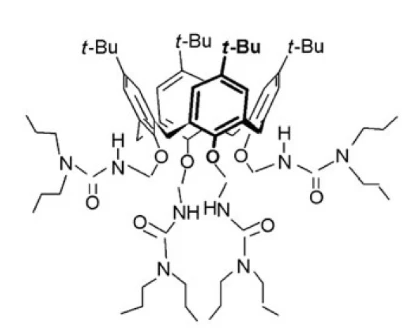 t-Bu t-Bu t-Bu t-Bu
H H
N N O O O O N N
O O
NH HN
O O
N N